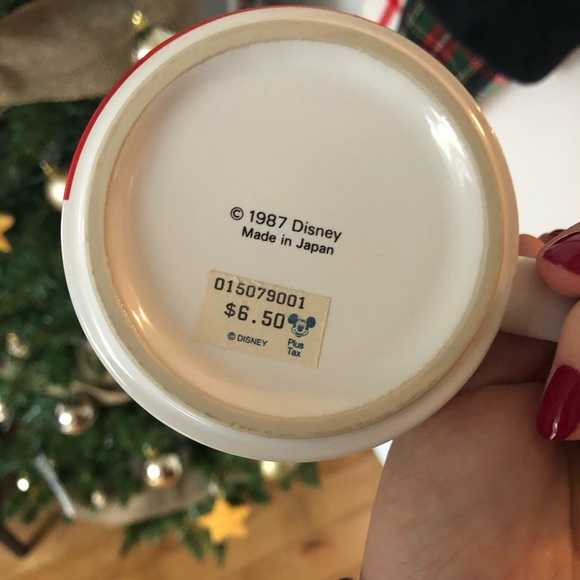 © 1987 Disney
Made in Japan
015079001
$6.50
© DISNEY
Plus
Tax